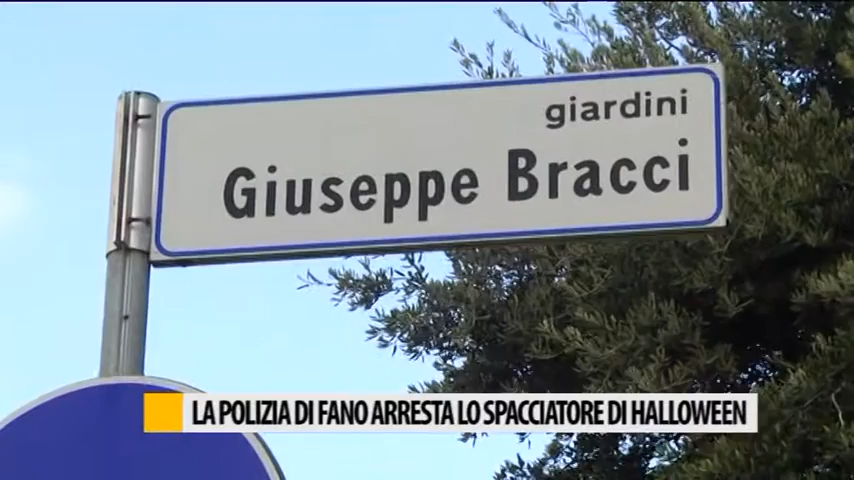 giardini
Giuseppe Bracci
LA POLIZIA DI FANO ARRESTA LO SPACCIATORE DI HALLOWEEN